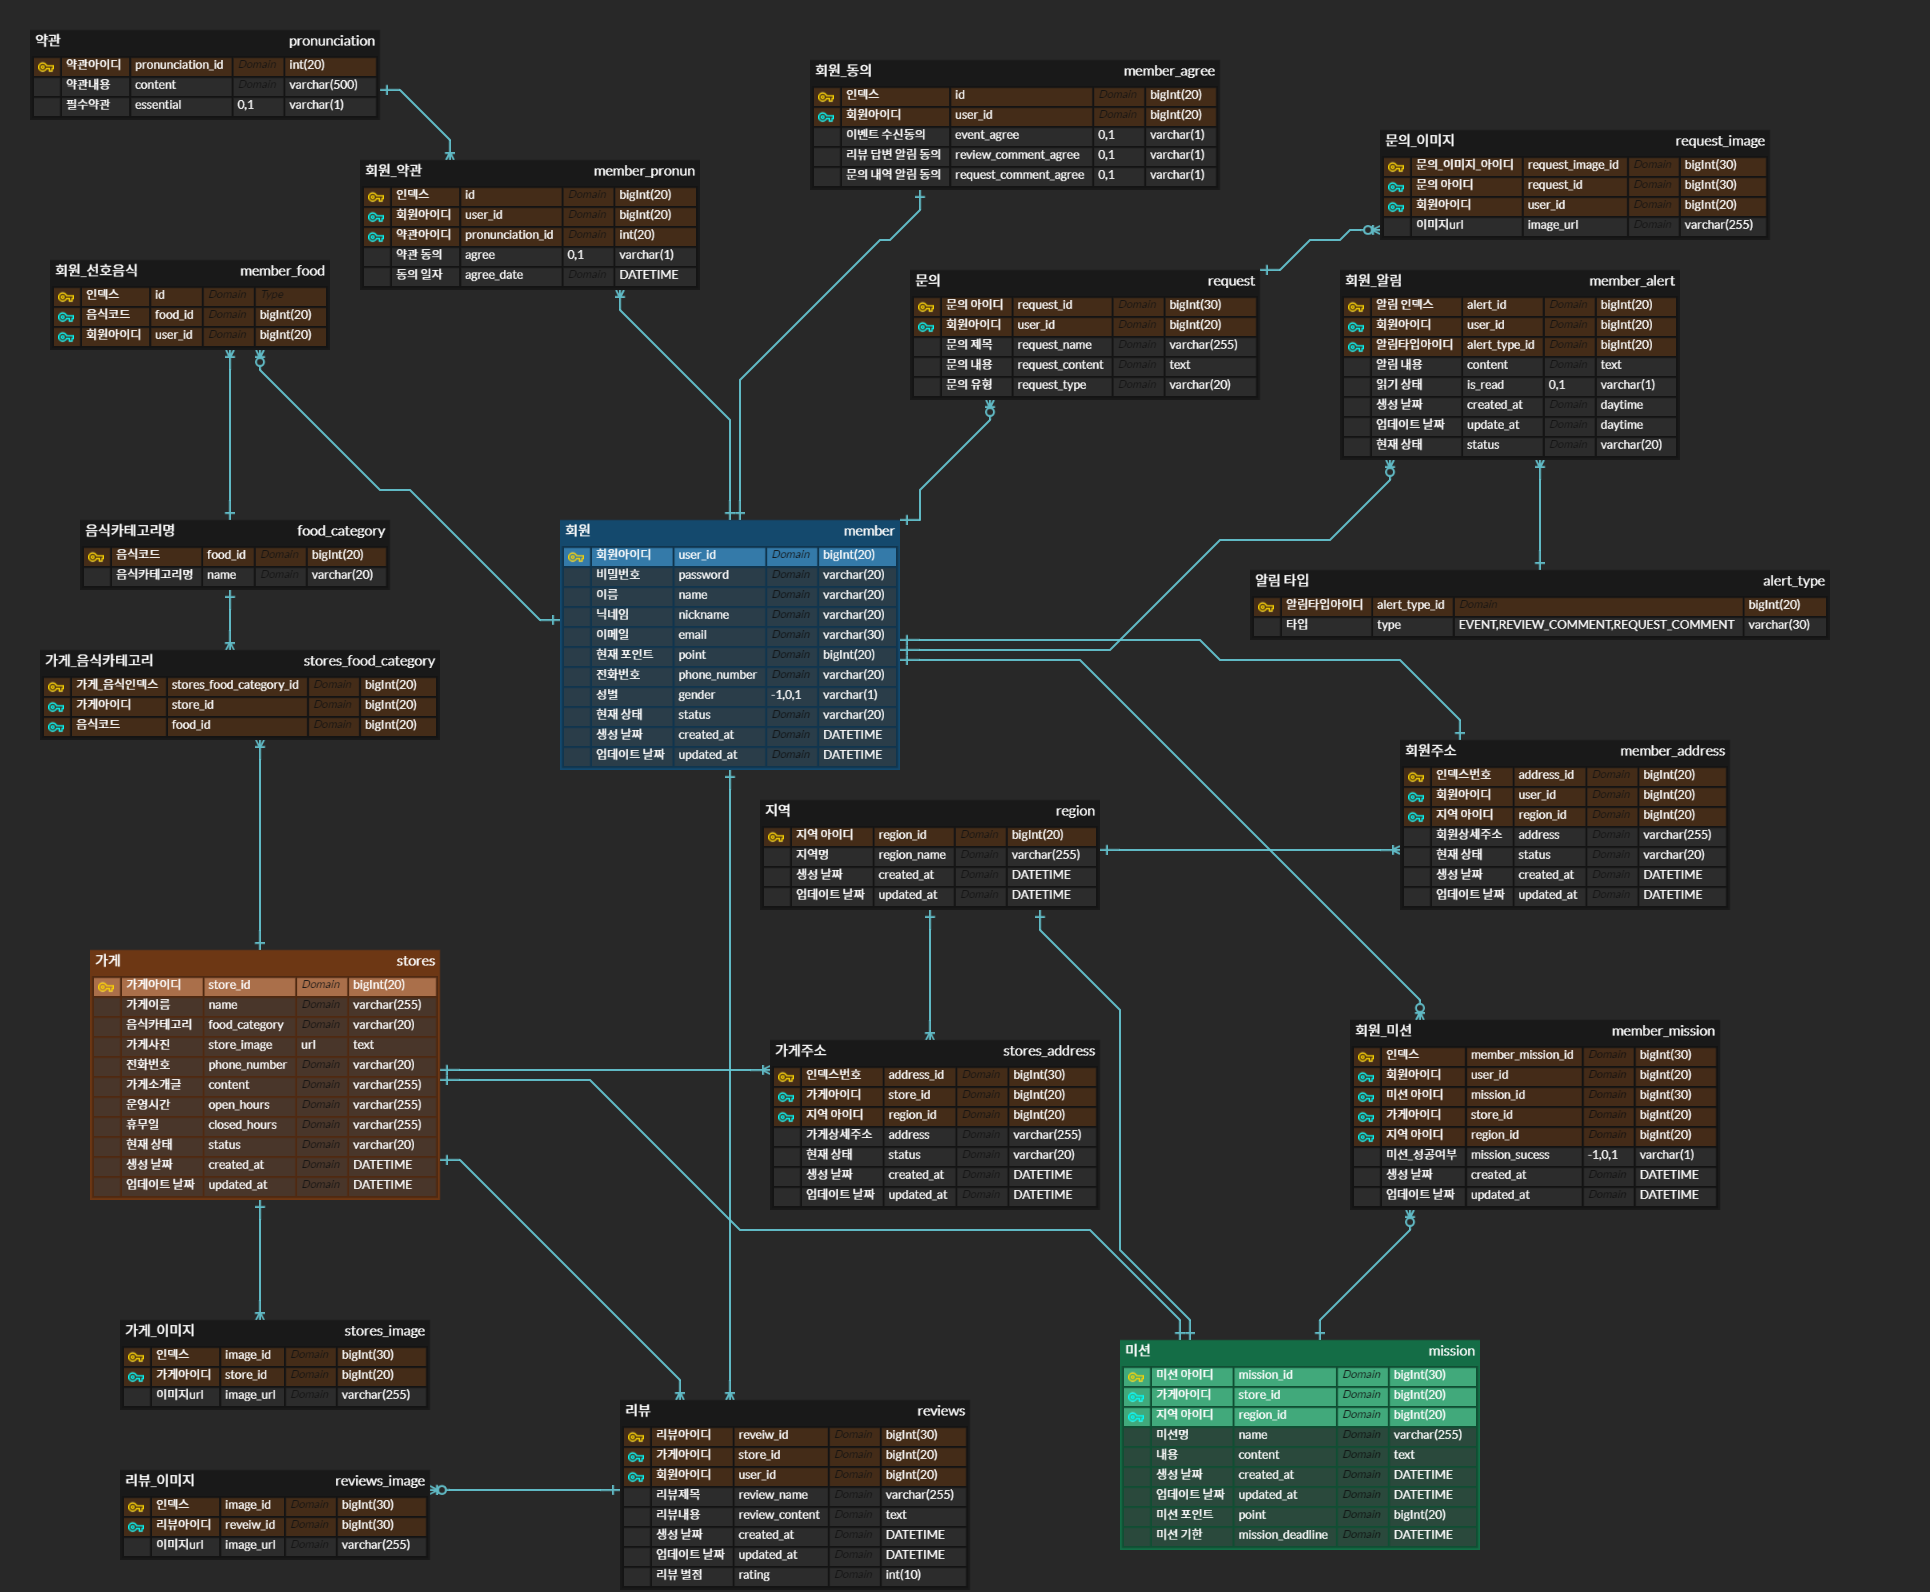 약관 pronunciation
약관아이디 pronunciation_id Domain int(20)
약관내용 content Domain varchar(500)
필수약관 essential 0,1 varchar(1)
회원_동의 member_agree
인덱스 id Domain bigInt(20)
회원아이디 user_id Domain bigInt(20)
이벤트 수신동의 event_agree 0,1 varchar(1)
리뷰 답변 알림 동의 review_comment_agree 0,1 varchar(1)
문의 내역 알림 동의 request_comment_agree 0,1 varchar(1)
문의_이미지 request_image
문의_이미지_아이디 request_image_id Domain bigInt(30)
문의 아이디 request_id Domain bigInt(30)
회원아이디 user_id Domain bigInt(20)
이미지url image_url Domain varchar(255)
회원_약관 member_pronun
인덱스 id Domain bigInt(20)
회원아이디 user_id Domain bigInt(20)
약관아이디 pronunciation_id Domain int(20)
약관 동의 agree 0,1 varchar(1)
동의 일자 agree_date Domain DATETIME
회원_선호음식 member_food
인덱스 id Domain Type
음식코드 food_id Domain bigInt(20)
회원아이디 user_id Domain bigInt(20)
문의 request
문의 아이디 request_id Domain bigInt(30)
회원아이디 user_id Domain bigInt(20)
문의 제목 request_name Domain varchar(255)
문의 내용 request_content Domain text
문의 유형 request_type Domain varchar(20)
회원_알림 member_alert
알림 인덱스 alert_id Domain bigInt(20)
회원아이디 user_id Domain bigInt(20)
알림타입아이디 alert_type_id Domain bigInt(20)
알림 내용 content Domain text
읽기 상태 is_read 0,1 varchar(1)
생성 날짜 created_at Domain daytime
업데이트 날짜 update_at Domain daytime
현재 상태 status Domain varchar(20)
음식카테고리명 food_category
음식코드 food_id Domain bigInt(20)
음식카테고리명 name Domain varchar(20)
회원 member
회원아이디 user_id Domain bigInt(20)
비밀번호 password Domain varchar(20)
이름 name Domain varchar(20)
닉네임 nickname Domain varchar(20)
이메일 email Domain varchar(30)
현재 포인트 point Domain bigInt(20)
전화번호 phone_number Domain varchar(20)
성별 gender -1,0,1 varchar(1)
현재 상태 status Domain varchar(20)
생성 날짜 created_at Domain DATETIME
업데이트 날짜 updated_at Domain DATETIME
알림 타입 alert_type
알림타입아이디 alert_type_id Domain bigInt(20)
타입 type EVENT,REVIEW_COMMENT,REQUEST_COMMENT varchar(30)
가게_음식카테고리 stores_food_category
가게_음식인덱스 stores_food_category_id Domain bigInt(20)
가게아이디 store_id Domain bigInt(20)
음식코드 food_id Domain bigInt(20)
회원주소 member_address
인덱스번호 address_id Domain bigInt(20)
회원아이디 user_id Domain bigInt(20)
지역 아이디 region_id Domain bigInt(20)
회원상세주소 address Domain varchar(255)
현재 상태 status Domain varchar(20)
생성 날짜 created_at Domain DATETIME
업데이트 날짜 updated_at Domain DATETIME
지역 region
지역 아이디 region_id Domain bigInt(20)
지역명 region_name Domain varchar(255)
생성 날짜 created_at Domain DATETIME
업데이트 날짜 updated_at Domain DATETIME
가게 stores
가게아이디 store_id Domain bigInt(20)
가게이름 name Domain varchar(255)
음식카테고리 food_category Domain varchar(20)
가게사진 store_image url text
전화번호 phone_number Domain varchar(20)
가게소개글 content Domain varchar(255)
운영시간 open_hours Domain varchar(255)
휴무일 closed_hours Domain varchar(255)
현재 상태 status Domain varchar(20)
생성 날짜 created_at Domain DATETIME
업데이트 날짜 updated_at Domain DATETIME
가게주소 stores_address
인덱스번호 address_id Domain bigInt(30)
가게아이디 store_id Domain bigInt(20)
지역 아이디 region_id Domain bigInt(20)
가게상세주소 address Domain varchar(255)
현재 상태 status Domain varchar(20)
생성 날짜 created_at Domain DATETIME
업데이트 날짜 updated_at Domain DATETIME
회원_미션 member_mission
인덱스 member_mission_id Domain bigInt(30)
회원아이디 user_id Domain bigInt(20)
미션 아이디 mission_id Domain bigInt(30)
가게아이디 store_id Domain bigInt(20)
지역 아이디 region_id Domain bigInt(20)
미션_성공여부 mission_sucess -1,0,1 varchar(1)
생성 날짜 created_at Domain DATETIME
업데이트 날짜 updated_at Domain DATETIME
가게_이미지 stores_image
인덱스 image_id Domain bigInt(30)
가게아이디 store_id Domain bigInt(20)
이미지url image_url Domain varchar(255)
미션 mission
미션 아이디 mission_id Domain bigInt(30)
가게아이디 store_id Domain bigInt(20)
지역 아이디 region_id Domain bigInt(20)
미션명 name Domain varchar(255)
내용 content Domain text
생성 날짜 created_at Domain DATETIME
업데이트 날짜 updated_at Domain DATETIME
미션 포인트 point Domain bigInt(20)
미션 기한 mission_deadline Domain DATETIME
리뷰 reviews
리뷰아이디 reveiw_id Domain bigInt(30)
가게아이디 store_id Domain bigInt(20)
회원아이디 user_id Domain bigInt(20)
리뷰제목 review_name Domain varchar(255)
리뷰내용 review_content Domain text
생성 날짜 created_at Domain DATETIME
업데이트 날짜 updated_at Domain DATETIME
리뷰 별점 rating Domain int(10)
리뷰_이미지 reviews_image
인덱스 image_id Domain bigInt(30)
리뷰아이디 reveiw_id Domain bigInt(30)
이미지url image_url Domain varchar(255)